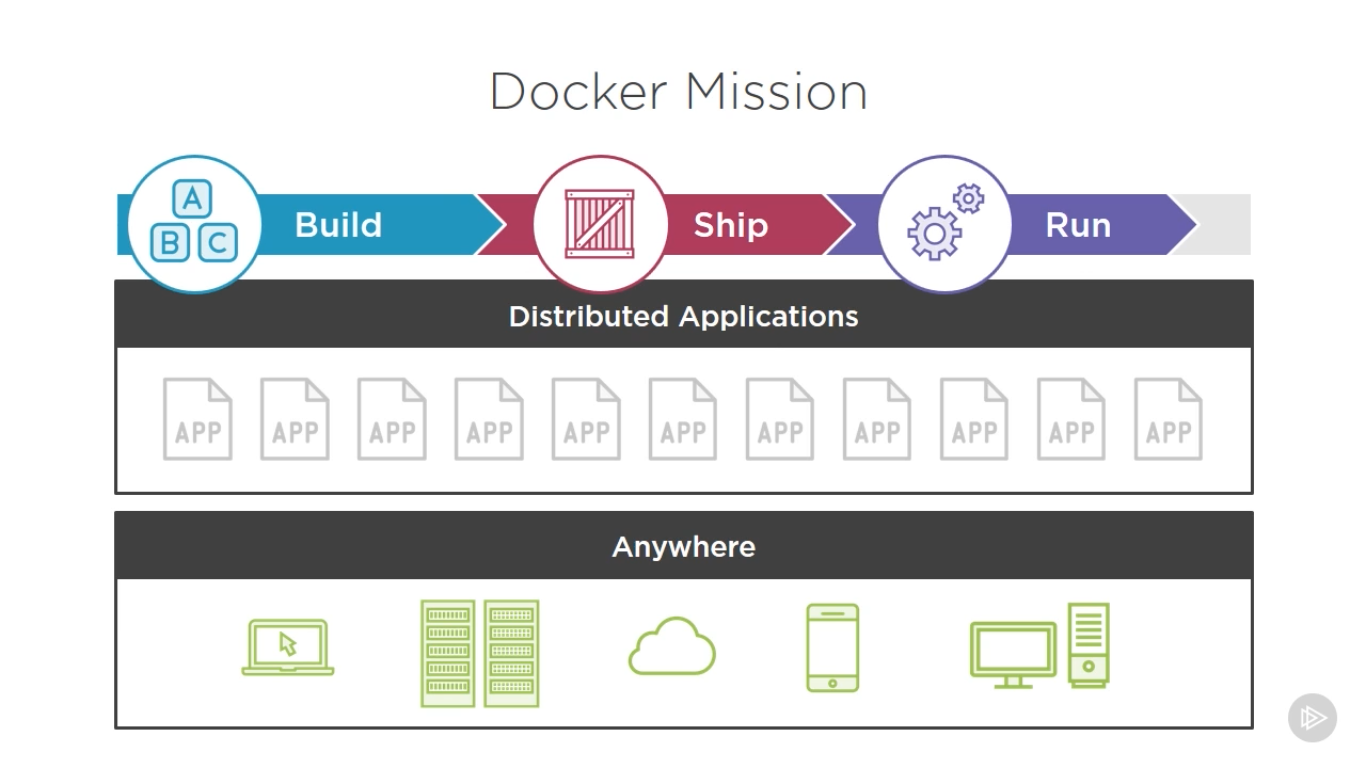 Docker Mission
A
B C
Build
Ship
Run
Distributed Applications
APP APP APP APP APP APP APP APP APP APP APP
Anywhere